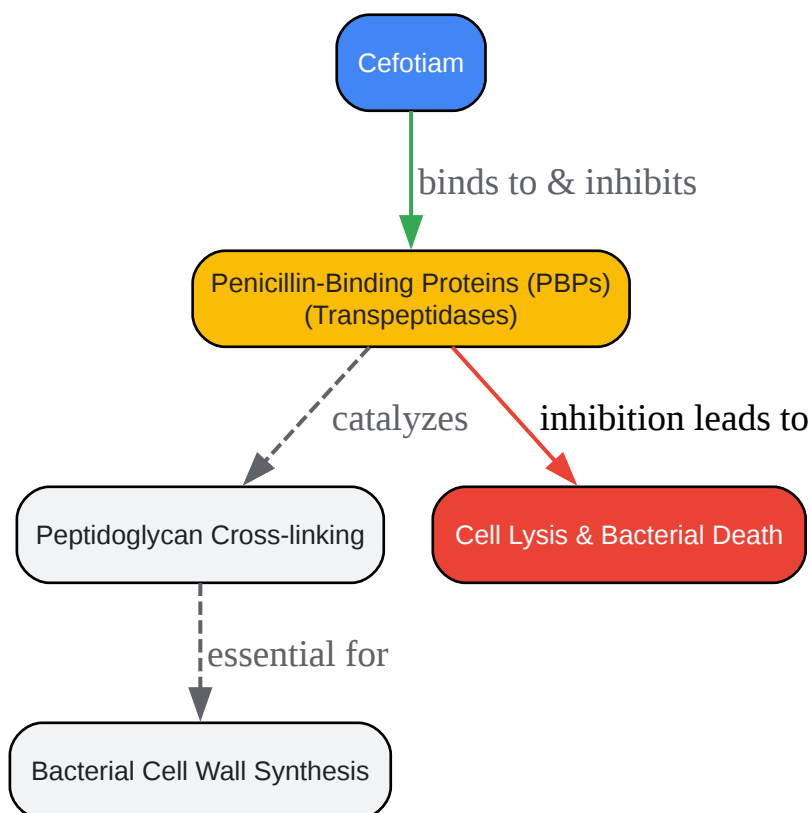 Cefotiam
binds to & inhibits
Penicillin-Binding Proteins (PBPs)
(Transpeptidases)
catalyzes
inhibition leads to
Peptidoglycan Cross-linking
Cell Lysis & Bacterial Death
essential for
Bacterial Cell Wall Synthesis